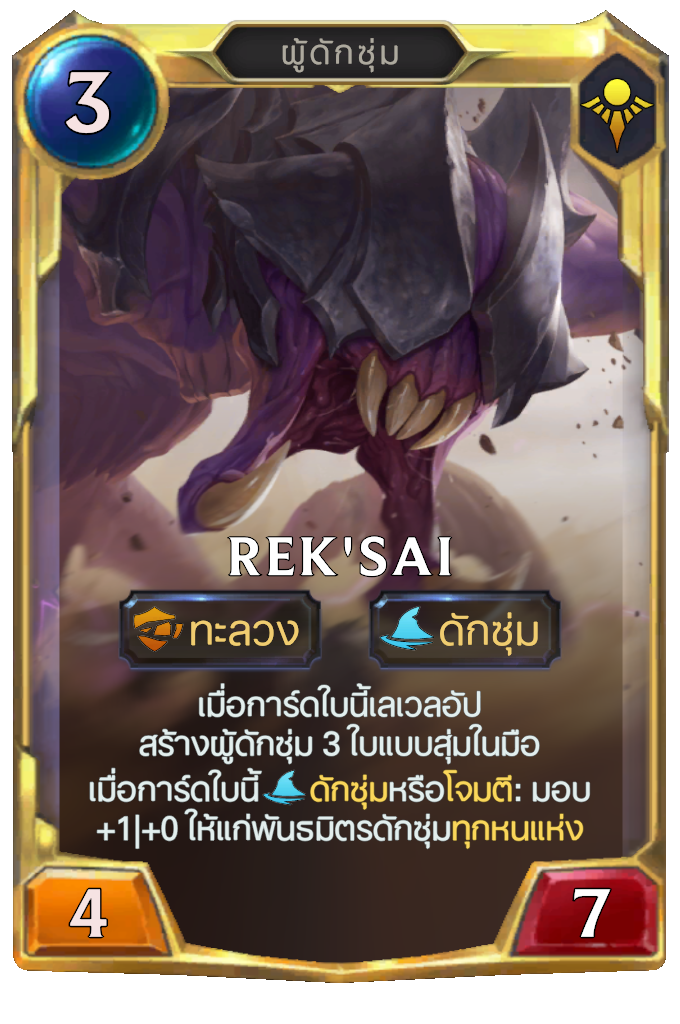 ผู้ดักซุ่ม
3
REK'SAI
ทะลวง
ดักซุ่ม
เมื่อการ์ดใบนี้เลเวลอัป
สร้างผู้ดักซุ่ม 3 ใบแบบสุ่มในมือ
เมื่อการ์ดใบนี้ ดักซุ่มหรือโจมตี: มอบ
+1|+0 ให้แก่พันธมิตรดักซุ่มทุกหนแห่ง
4
7